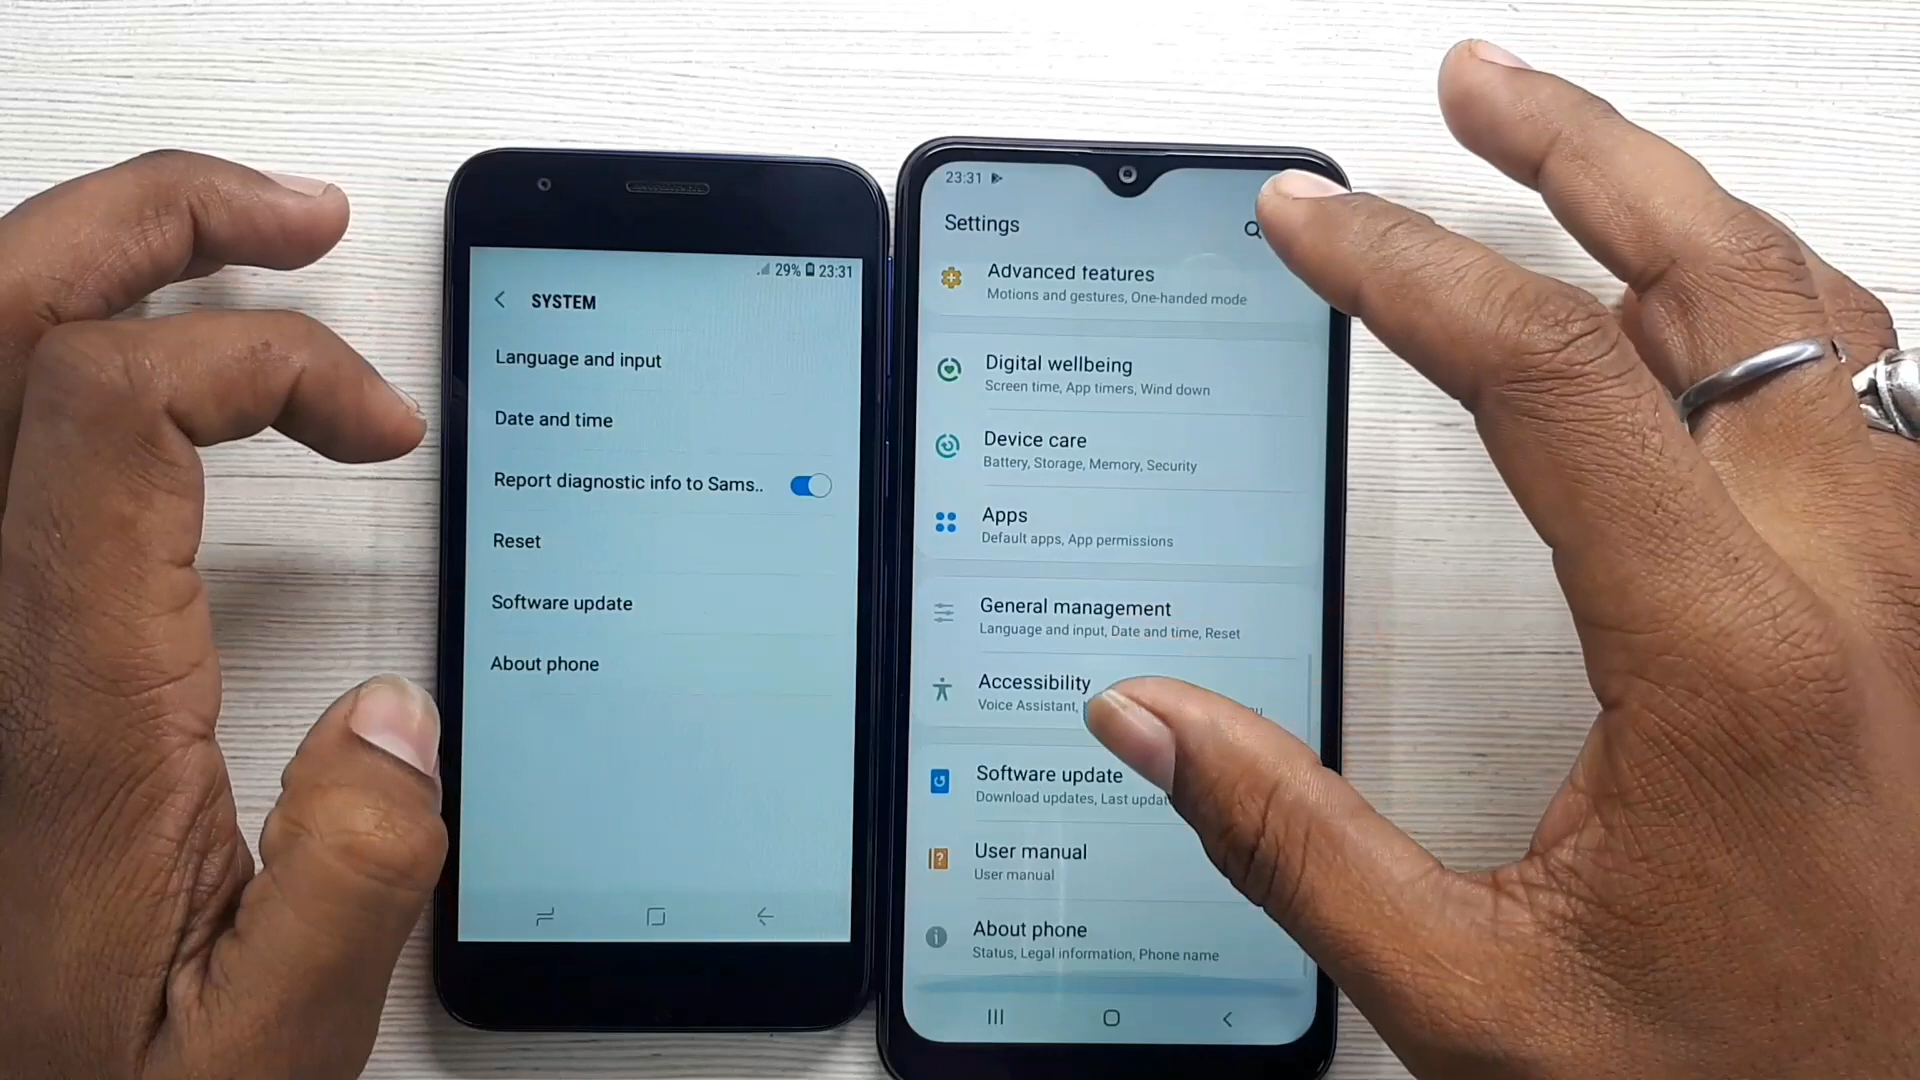 29% 23:31
SYSTEM
Language and input
Date and time
Report diagnostic info to Sams..
Reset
Software update
About phone
23:31
Settings
Advanced features
Motions and gestures, One-handed mode
Digital wellbeing
Screen time, App timers, Wind down
Device care
Battery, Storage, Memory, Security
Apps
Default apps, App permissions
General management
Language and input, Date and time, Reset
Accessibility
Voice Assistant,
Software update
Download updates, Last
User manual
User manual
About phone
Status, Legal information, Phone name